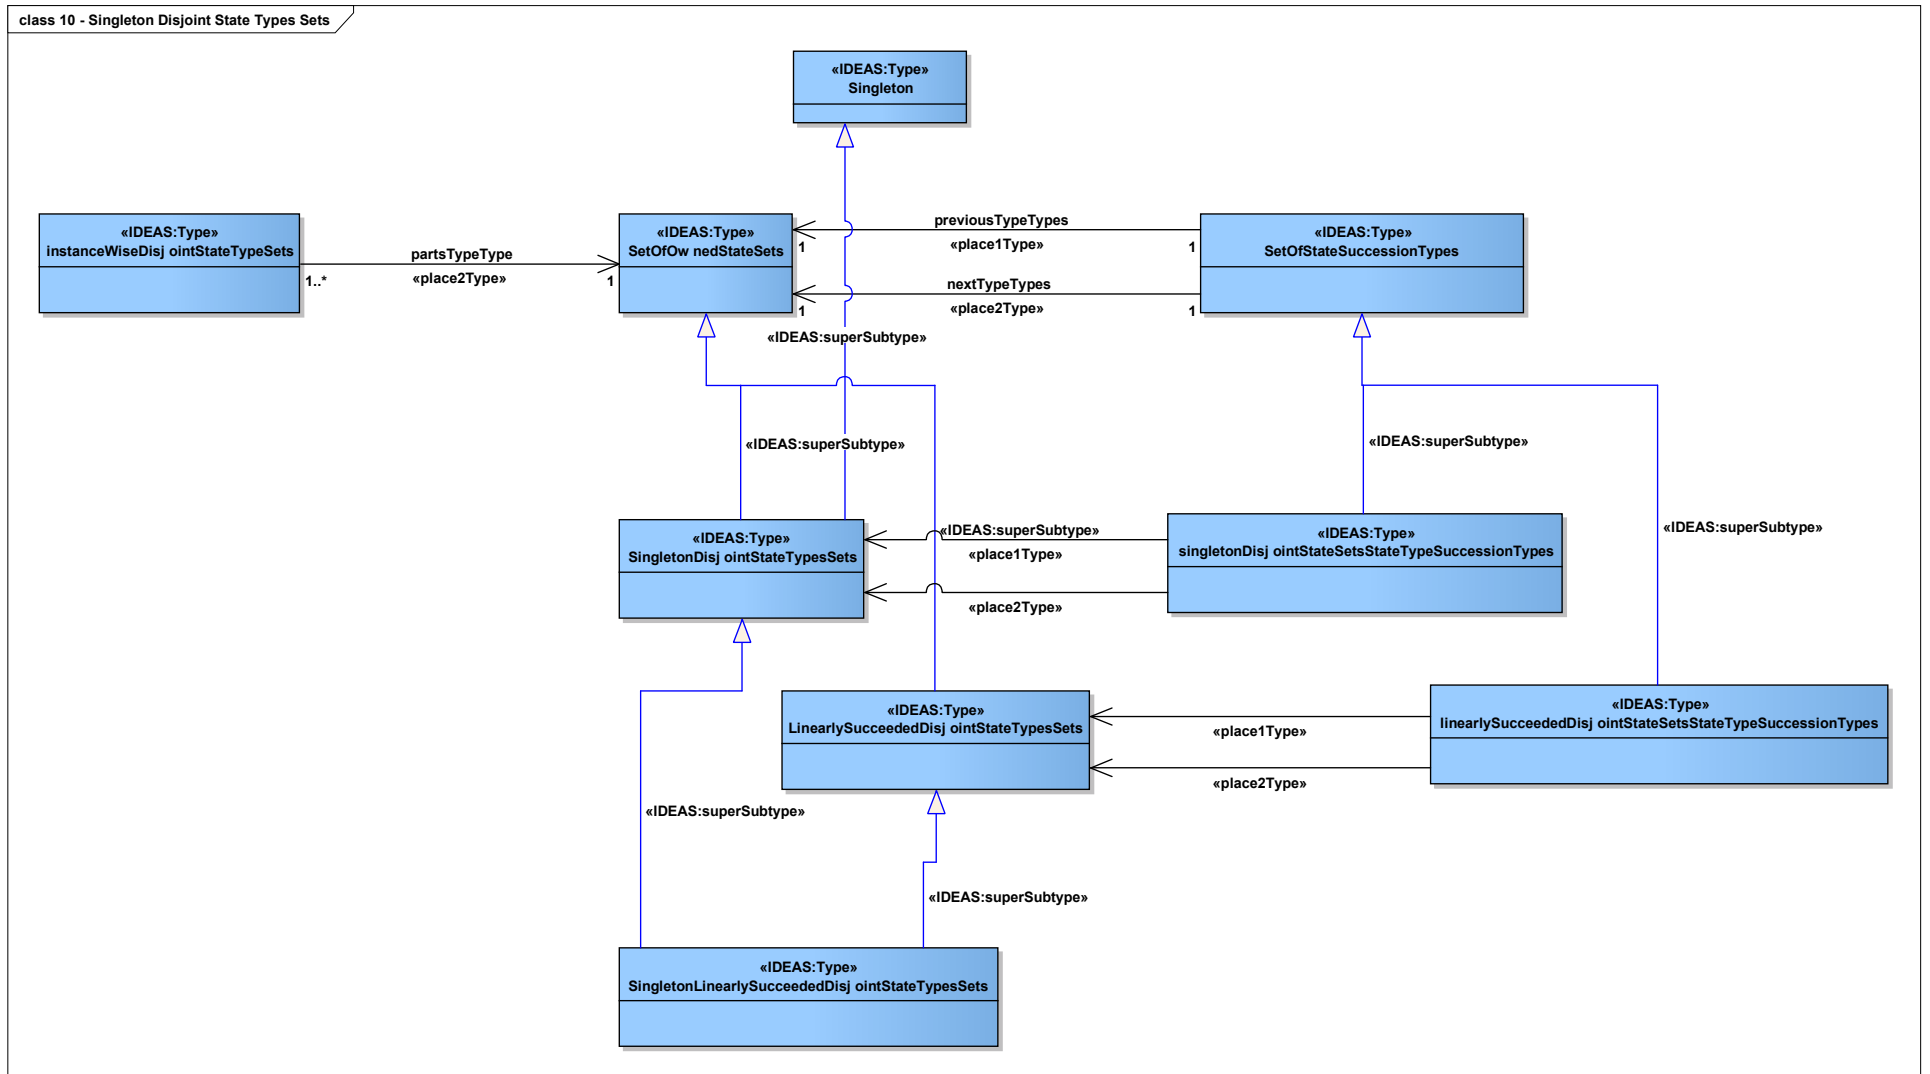 class 10 - Singleton Disjoint State Types Sets
«IDEAS:Type»
Singleton
«IDEAS:Type»
instanceWiseDisj ointStateTypeSets
partsTypeType
«place2Type»
1..*
1
«IDEAS:Type»
SetOfOw nedStateSets
previousTypeTypes
«place1Type»
1
1
nextTypeTypes
«place2Type»
1
1
«IDEAS:Type»
SetOfStateSuccessionTypes
«IDEAS:superSubtype»
«IDEAS:superSubtype»
«IDEAS:superSubtype»
«IDEAS:Type»
SingletonDisj ointStateTypesSets
«IDEAS:superSubtype»
«place1Type»
«place2Type»
«IDEAS:Type»
singletonDisj ointStateSetsStateTypeSuccessionTypes
«IDEAS:superSubtype»
«IDEAS:Type»
LinearlySucceededDisj ointStateTypesSets
«place1Type»
«place2Type»
«IDEAS:Type»
linearlySucceededDisj ointStateSetsStateTypeSuccessionTypes
«IDEAS:superSubtype»
«IDEAS:superSubtype»
«IDEAS:Type»
SingletonLinearlySucceededDisj ointStateTypesSets